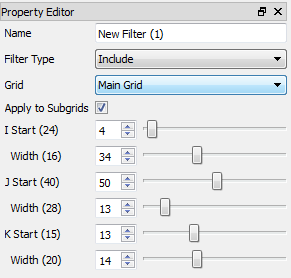 Property Editor
Name New Filter (1)
Filter Type Include
Grid Main Grid
Apply to Subgrids
I Start (24) 4
Width (16) 34
J Start (40) 50
Width (28) 13
K Start (15) 13
Width (20) 14